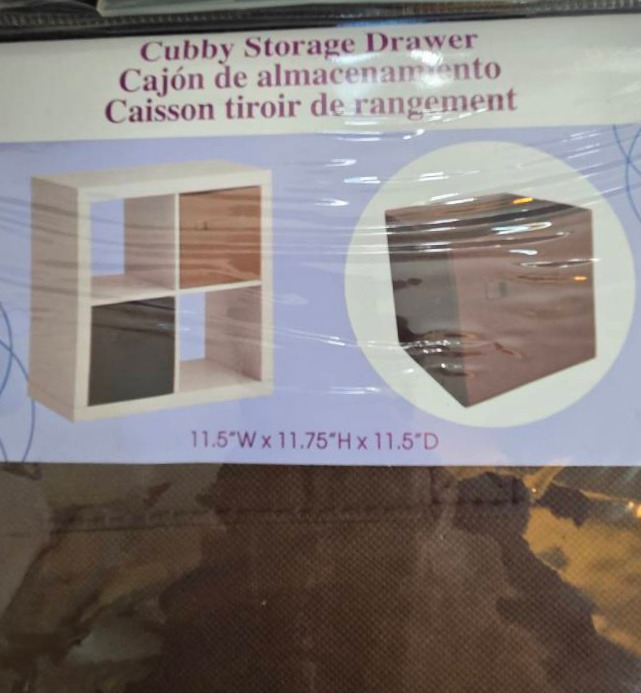 Cubby Storage Drawer
Cajón de almacenamiento
Caisson tiroir de rangement
11.5"W x 11.75"H x 11.5"D